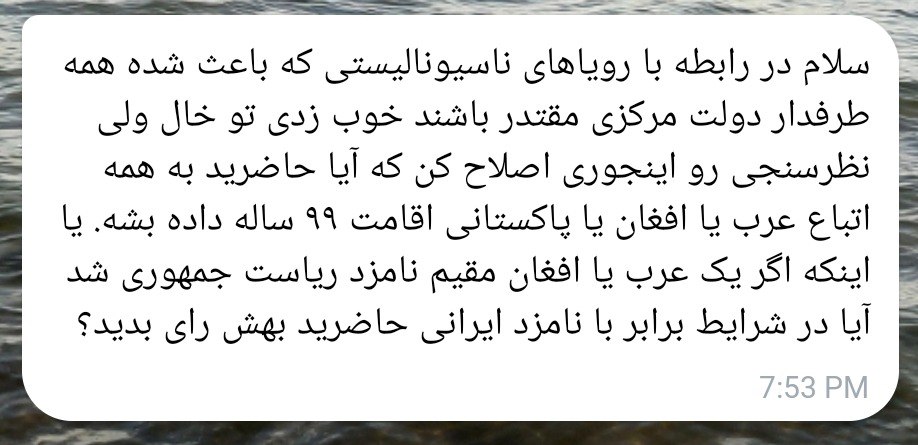 سلام در رابطه با رویاهای ناسیونالیستی که باعث شده همه
طرفدار دولت مرکزی مقتدر باشند خوب زدی تو خال ولی
نظرسنجی رو اینجوری اصلاح کن که آیا حاضرید به همه
اتباع عرب یا افغان یا پاکستانی اقامت ۹۹ ساله داده بشه. یا
اینکه اگر یک عرب یا افغان مقیم نامزد ریاست جمهوری شد
آیا در شرایط برابر با نامزد ایرانی حاضرید بهش رای بدید؟
7:53 PM